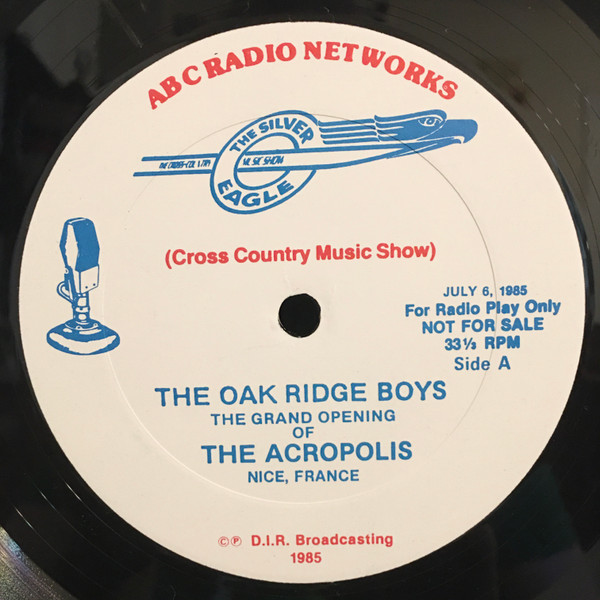 ABC RADIO NETWORKS
THE SILVER
EAGLE
MUSIC SHOW
(Cross Country Music Show)
JULY 6, 1985
For Radio Play Only
NOT FOR SALE
33⅓ RPM
Side A
THE OAK RIDGE BOYS
THE GRAND OPENING
OF
THE ACROPOLIS
NICE, FRANCE
© ℗ D.I.R. Broadcasting
1985